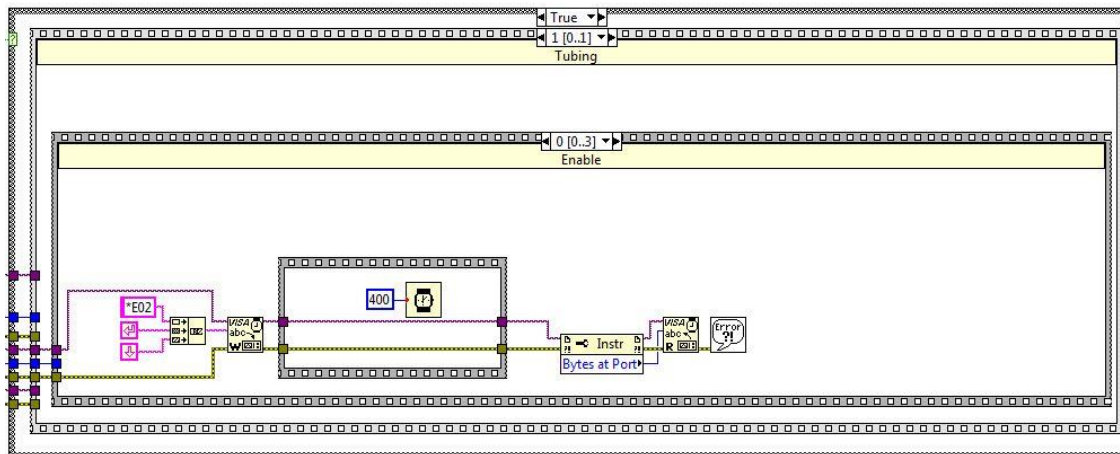 True
1 [0..1]
Tubing
0 [0..3]
Enable
?
400
*E02
VISA
abc
W
Instr
?!
?!
Bytes at Port
VISA
abc
R
Error
?!